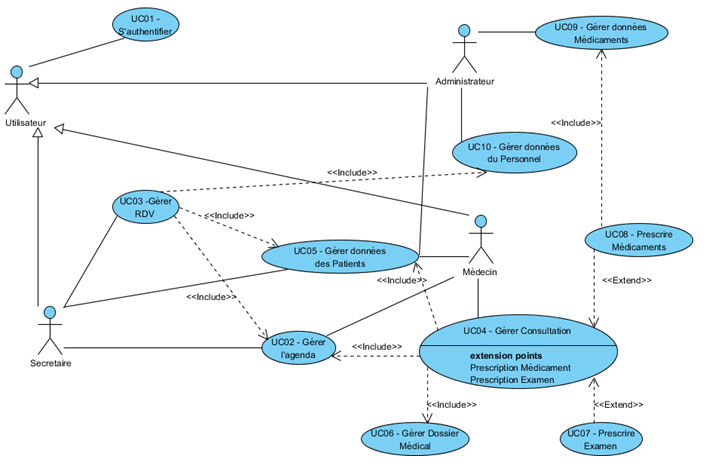 UC01 -
S'authentifier
UC09 - Gérer données
Médicaments
Administrateur
Utilisateur
<<Include>>
UC10 - Gérer données
du Personnel
<<Include>>
UC03 -Gérer
RDV
<<Include>>
UC08 - Prescrire
Médicaments
UC05 - Gérer données
des Patients
Médecin
<<Include>>
<<Extend>>
<<Include>>
UC04 - Gérer Consultation
extension points
Prescription Médicament
Prescription Examen
UC02 - Gérer
l'agenda
<<Include>>
Secretaire
<<Include>>
<<Extend>>
UC06 - Gérer Dossier
Médical
UC07 - Prescrire
Examen